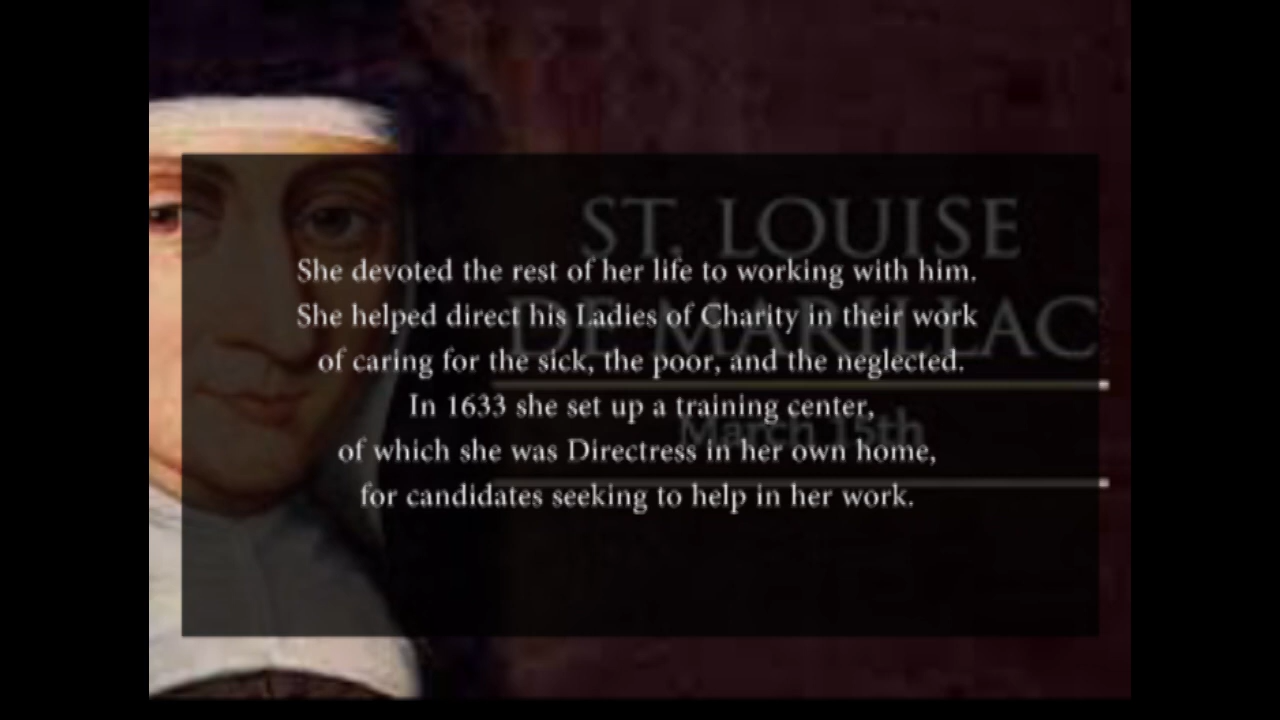 ST. LOUISE
DE MARILLAC
March 15th
She devoted the rest of her life to working with him.
She helped direct his Ladies of Charity in their work
of caring for the sick, the poor, and the neglected.
In 1633 she set up a training center,
of which she was Directress in her own home,
for candidates seeking to help in her work.